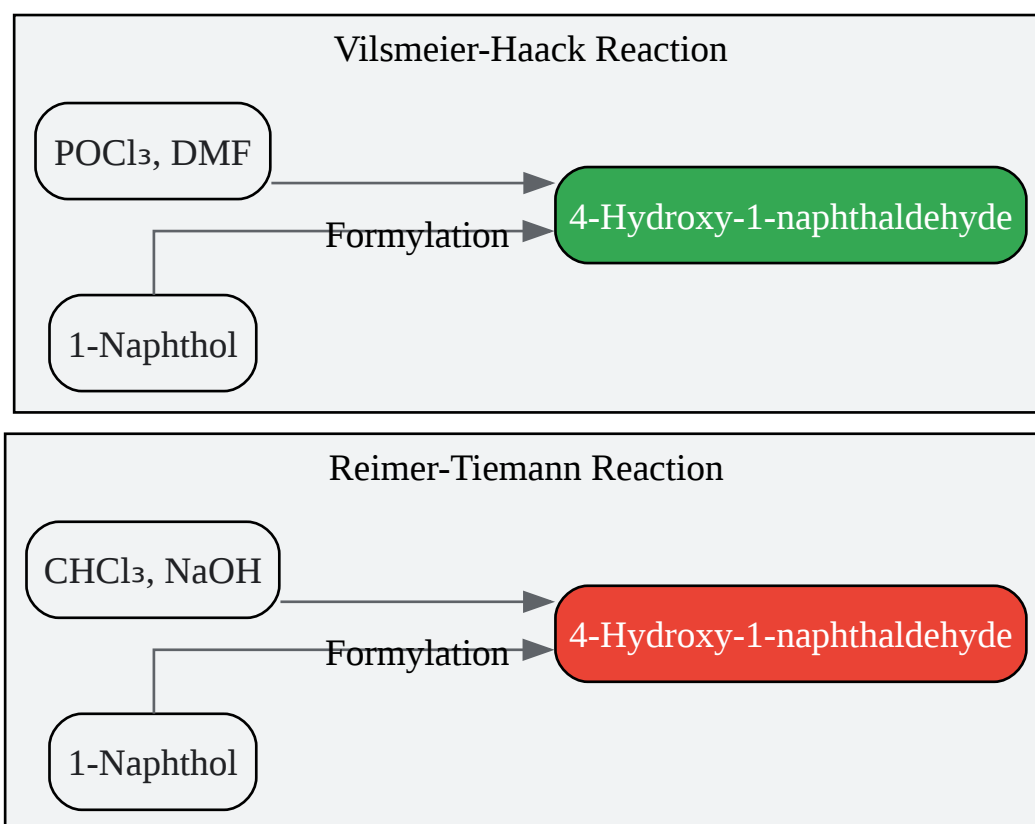 Vilsmeier-Haack Reaction
POCl₃, DMF
4-Hydroxy-1-naphthaldehyde
Formylation
1-Naphthol
Reimer-Tiemann Reaction
CHCl₃, NaOH
4-Hydroxy-1-naphthaldehyde
Formylation
1-Naphthol